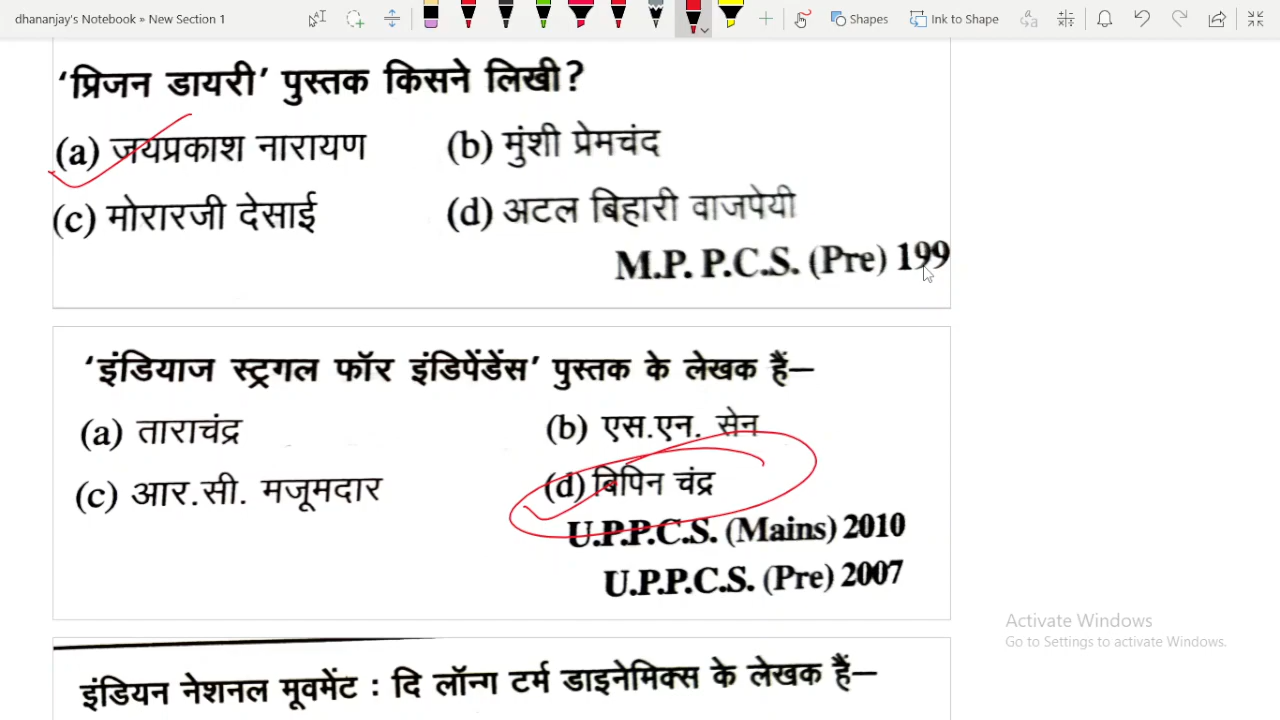 dhananjay's Notebook » New Section 1
Shapes
Ink to Shape
'प्रिजन डायरी' पुस्तक किसने लिखी?
(a) जयप्रकाश नारायण (b) मुंशी प्रेमचंद
(c) मोरारजी देसाई (d) अटल बिहारी वाजपेयी
M.P. P.C.S. (Pre) 199
'इंडियाज स्ट्रगल फॉर इंडिपेंडेंस' पुस्तक के लेखक हैं–
(a) ताराचंद्र (b) एस.एन. सेन
(c) आर.सी. मजूमदार (d) बिपिन चंद्र
U.P.P.C.S. (Mains) 2010
U.P.P.C.S. (Pre) 2007
Activate Windows
Go to Settings to activate Windows.
इंडियन नेशनल मूवमेंट : दि लॉन्ग टर्म डाइनेमिक्स के लेखक हैं–